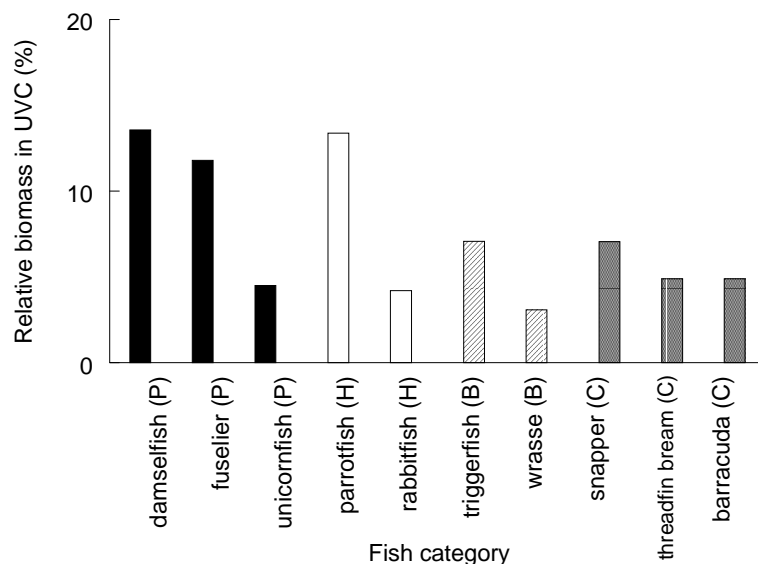 Relative biomass in UVC (%)
20
10
0
damselfish (P)
fuselier (P)
unicornfish (P)
parrotfish (H)
rabbitfish (H)
triggerfish (B)
wrasse (B)
snapper (C)
threadfin bream (C)
barracuda (C)
Fish category